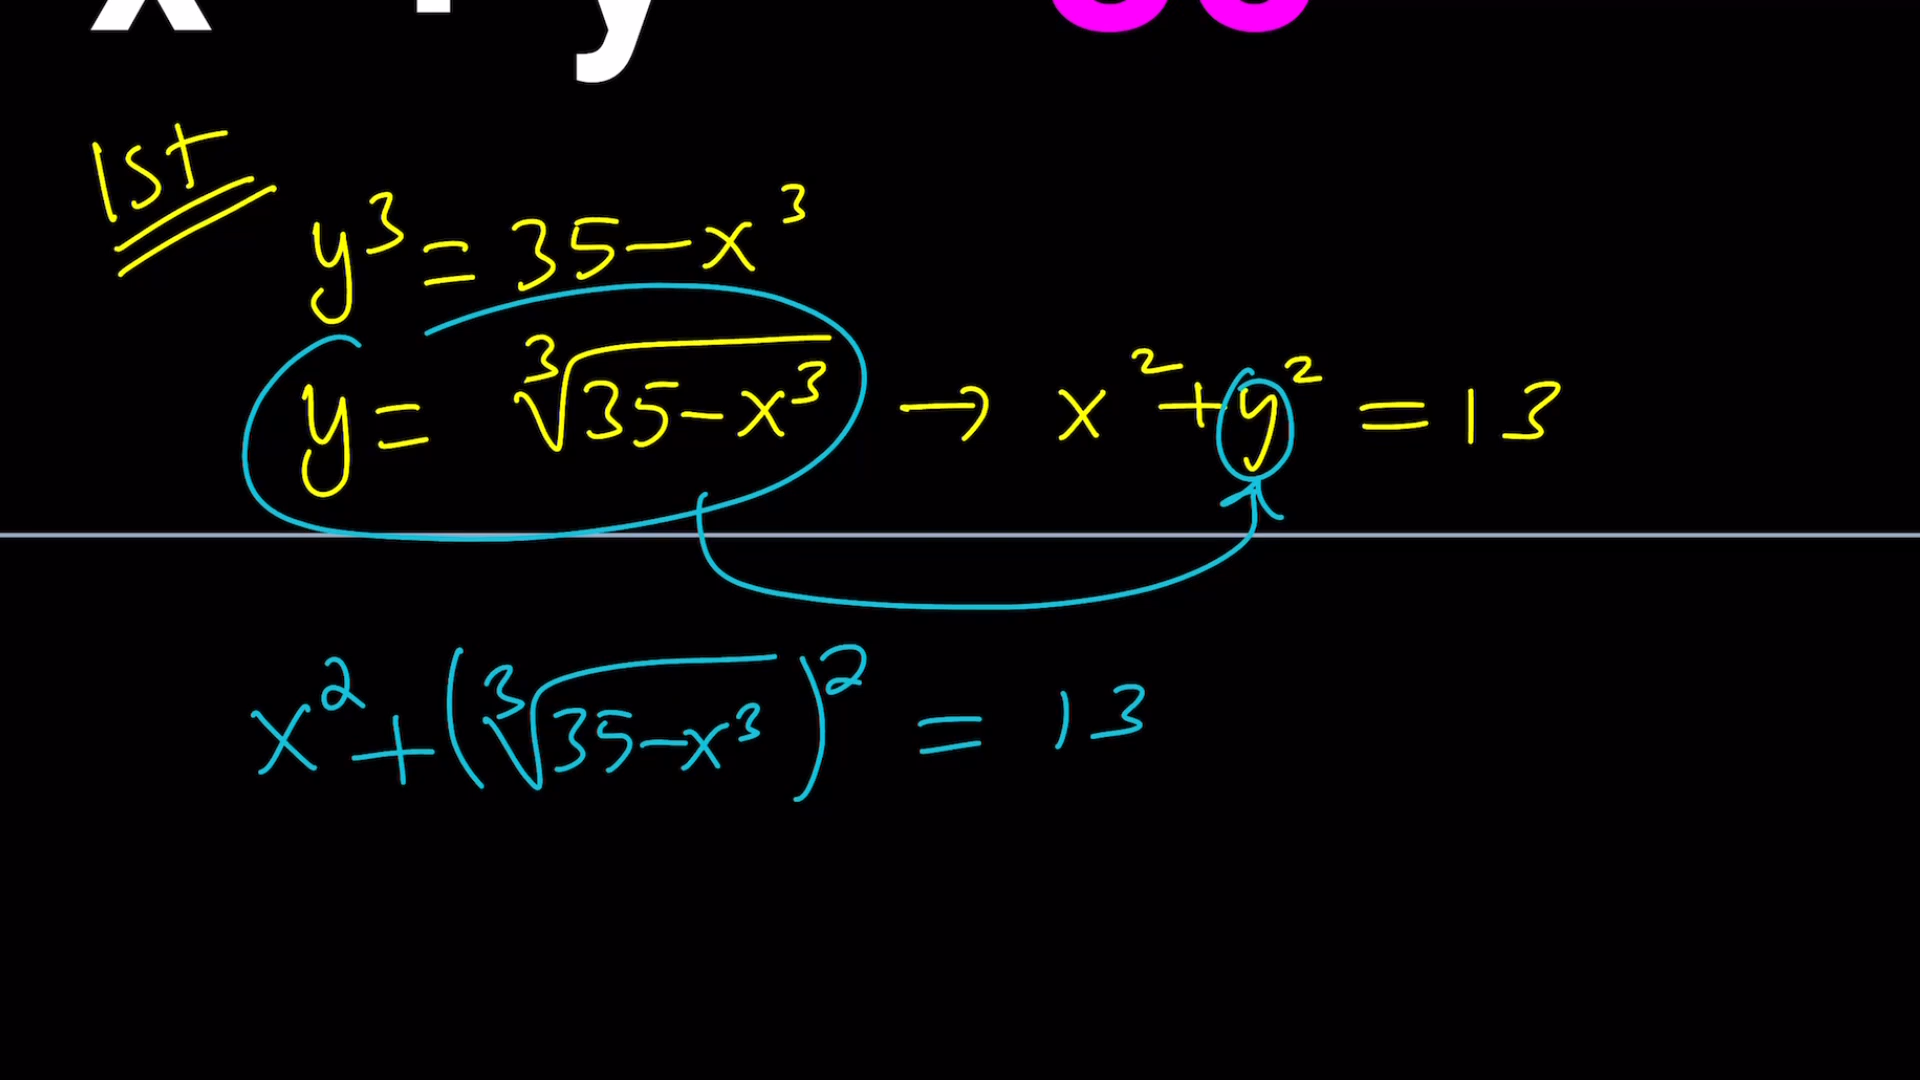 x + y
1st
y³ = 35 - x³
y = ∛(35 - x³) → x² + y² = 13
x² + (∛(35 - x³))² = 13